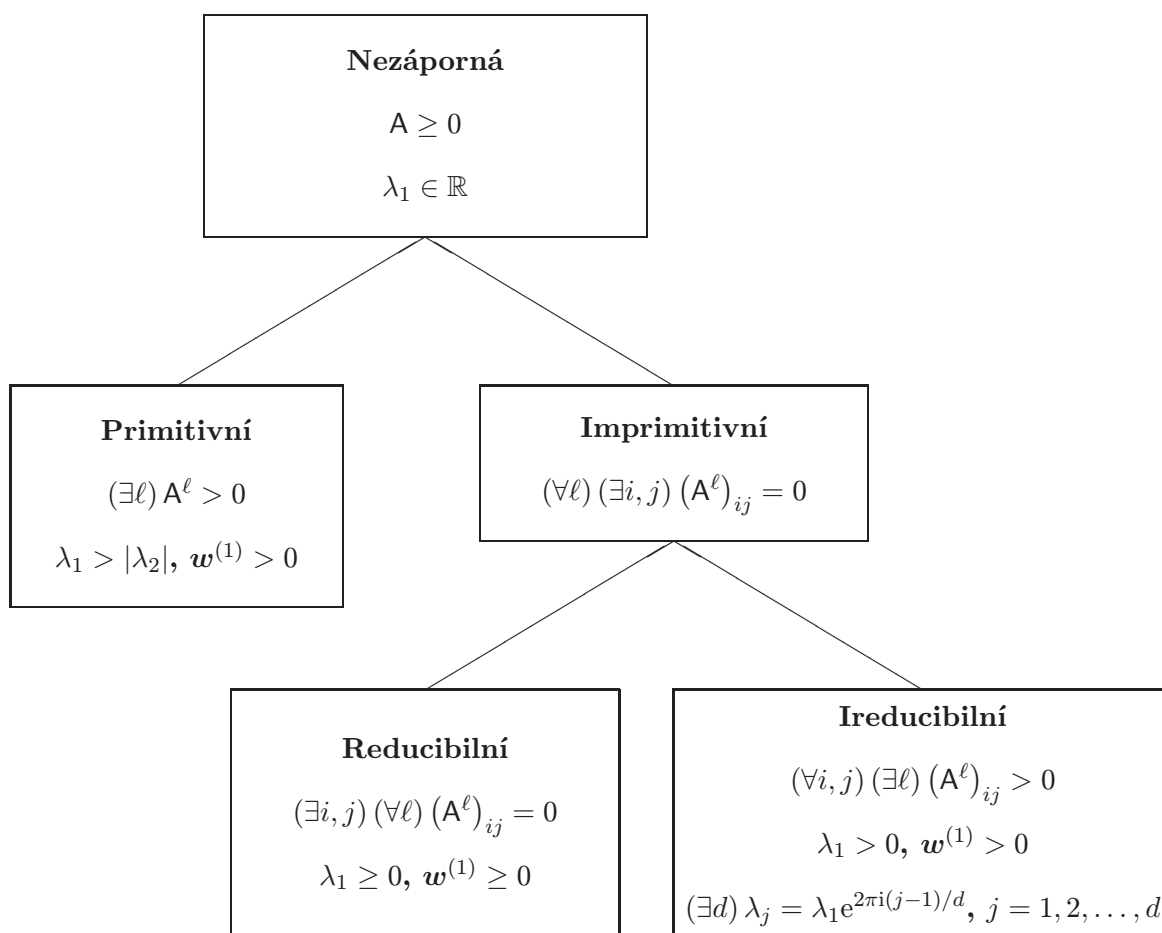 Nezáporná
A ≥ 0
λ₁ ∈ ℝ
Primitivní
(∃ℓ) A^ℓ > 0
λ₁ > |λ₂|, w^(1) > 0
Imprimitivní
(∀ℓ) (∃i, j) (A^ℓ)_ij = 0
Reducibilní
(∃i, j) (∀ℓ) (A^ℓ)_ij = 0
λ₁ ≥ 0, w^(1) ≥ 0
Ireducibilní
(∀i, j) (∃ℓ) (A^ℓ)_ij > 0
λ₁ > 0, w^(1) > 0
(∃d) λ_j = λ₁e^{2πi(j−1)/d}, j = 1, 2, . . . , d